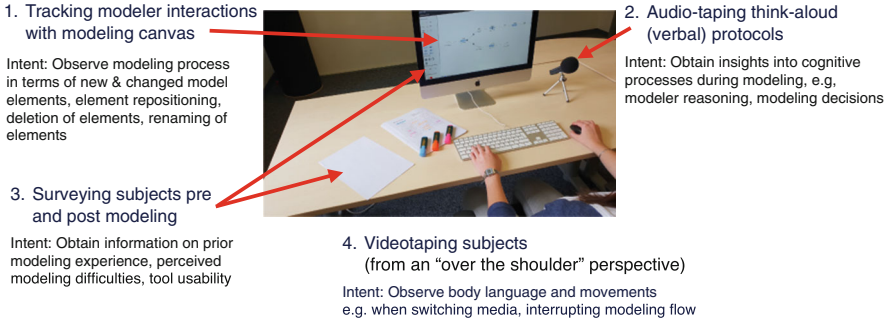 1. Tracking modeler interactions
with modeling canvas
Intent: Observe modeling process
in terms of new & changed model
elements, element repositioning,
deletion of elements, renaming of
elements
2. Audio-taping think-aloud
(verbal) protocols
Intent: Obtain insights into cognitive
processes during modeling, e.g,
modeler reasoning, modeling decisions
3. Surveying subjects pre
and post modeling
Intent: Obtain information on prior
modeling experience, perceived
modeling difficulties, tool usability
4. Videotaping subjects
(from an “over the shoulder” perspective)
Intent: Observe body language and movements
e.g. when switching media, interrupting modeling flow